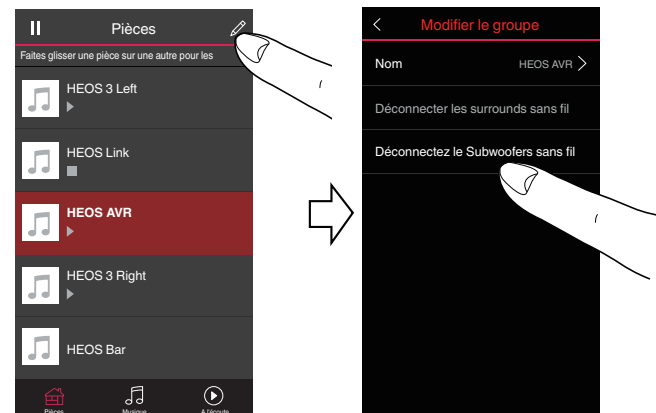 Pièces
Faites glisser une pièce sur une autre pour les
HEOS 3 Left
HEOS Link
HEOS AVR
HEOS 3 Right
HEOS Bar
Pièces
Musique
A l'écoute
Modifier le groupe
Nom
HEOS AVR
Déconnecter les surrounds sans fil
Déconnectez le Subwoofers sans fil